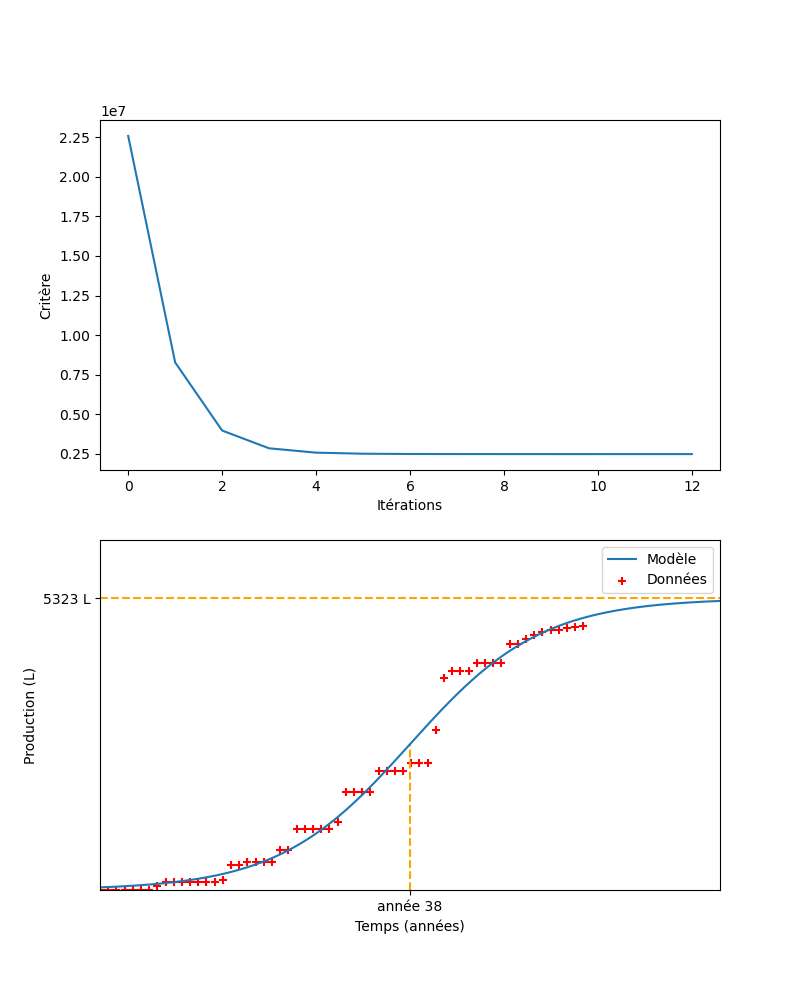 1e7
2.25
2.00
1.75
1.50
1.25
1.00
0.75
0.50
0.25
Critère
0 2 4 6 8 10 12
Itérations
Modèle
Données
5323 L
Production (L)
année 38
Temps (années)